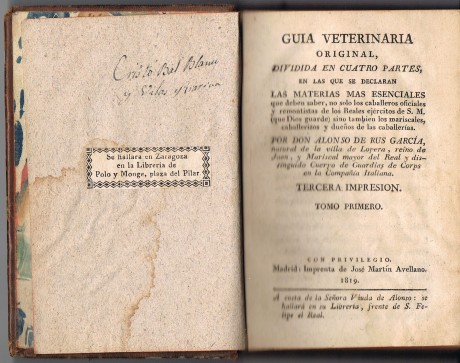 Cristobal Blanco
y Vilas y
Se hallará en Zaragoza
en la Librería de
Polo y Monge, plaza del Pilar
GUIA VETERINARIA
ORIGINAL,
DIVIDIDA EN CUATRO PARTES,
EN LAS QUE SE DECLARAN
LAS MATERIAS MAS ESENCIALES
que deben saber, no solo los caballeros oficiales
y remontistas de los Reales ejércitos de S. M.
(que Dios guarde) sino tambien los mariscales,
caballerizos y dueños de las caballerías.
POR DON ALONSO DE RUS GARCÍA,
natural de la villa de Lopera, reino de
Jaen, y Mariscal mayor del Real y dis-
tinguido Cuerpo de Guardias de Corps
en la Compañia Italiana.
TERCERA IMPRESION.
TOMO PRIMERO.
CON PRIVILEGIO.
Madrid: Imprenta de José Martín Avellano.
1819.
A costa de la Señora Viuda de Alonso: se
hallará en su Librería, frente de S. Fe-
lipe el Real.